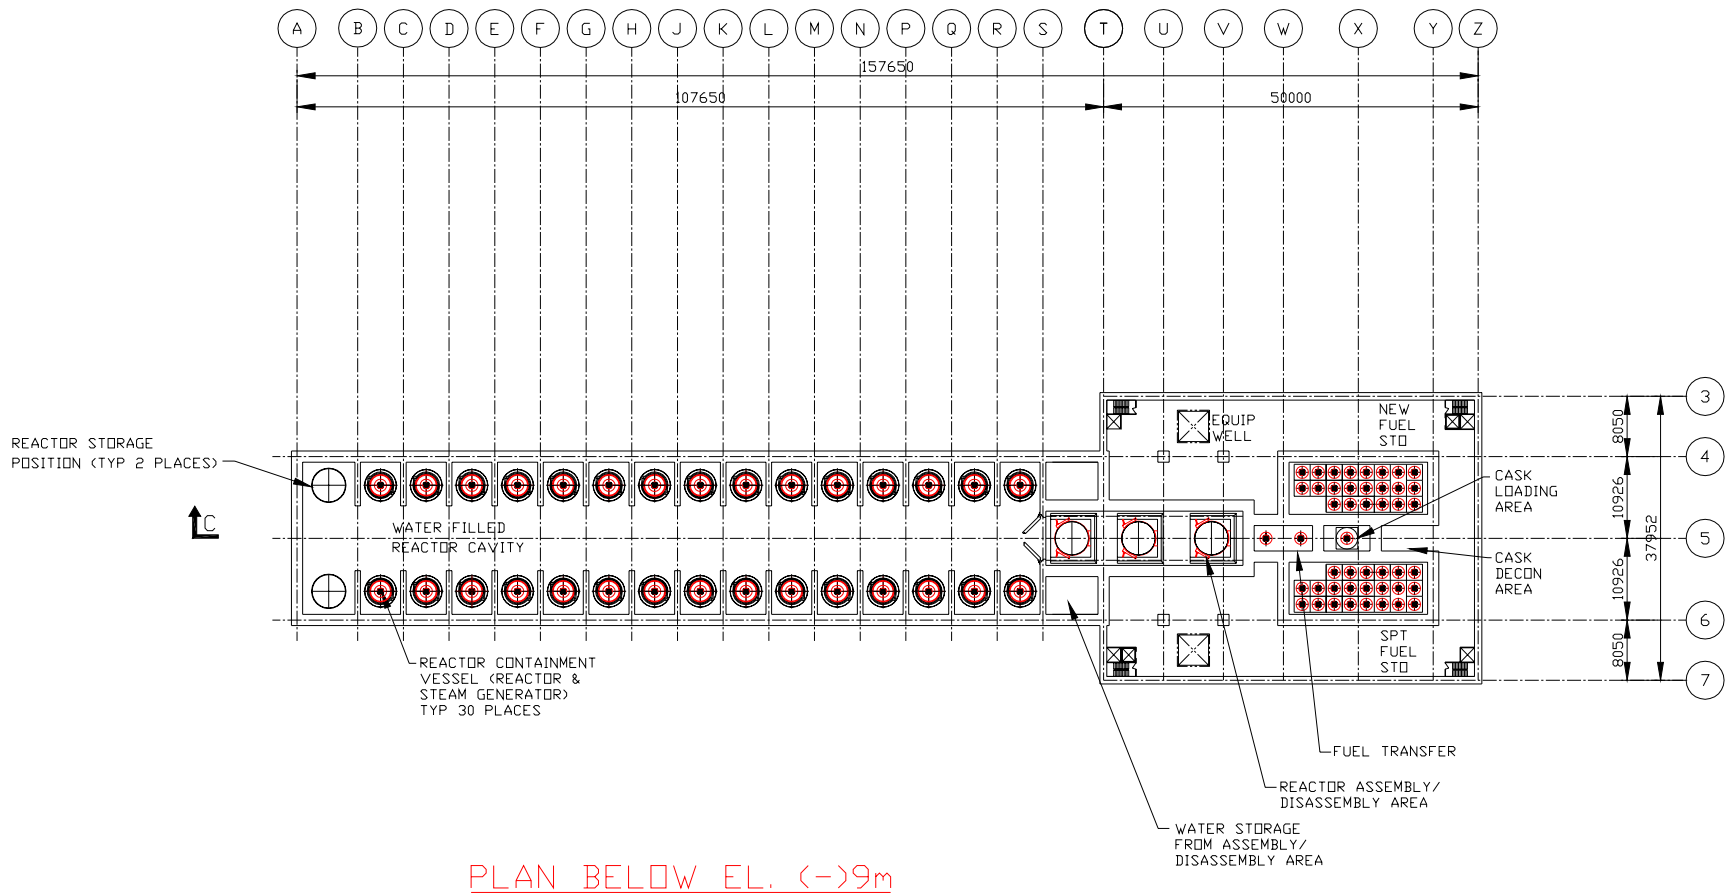 A B C D E F G H J K L M N P Q R S T U V W X Y Z
157650
107650 50000
3
NEW
FUEL
STO
EQUIP
WELL
8050
REACTOR STORAGE
POSITION (TYP 2 PLACES)
4
CASK
LOADING
AREA
10926
C
WATER FILLED
REACTOR CAVITY
5
37952
CASK
DECON
AREA
10926
6
SPT
FUEL
STO
8050
7
REACTOR CONTAINMENT
VESSEL (REACTOR &
STEAM GENERATOR)
TYP 30 PLACES
FUEL TRANSFER
REACTOR ASSEMBLY/
DISASSEMBLY AREA
WATER STORAGE
FROM ASSEMBLY/
DISASSEMBLY AREA
PLAN BELOW EL. (-)9m